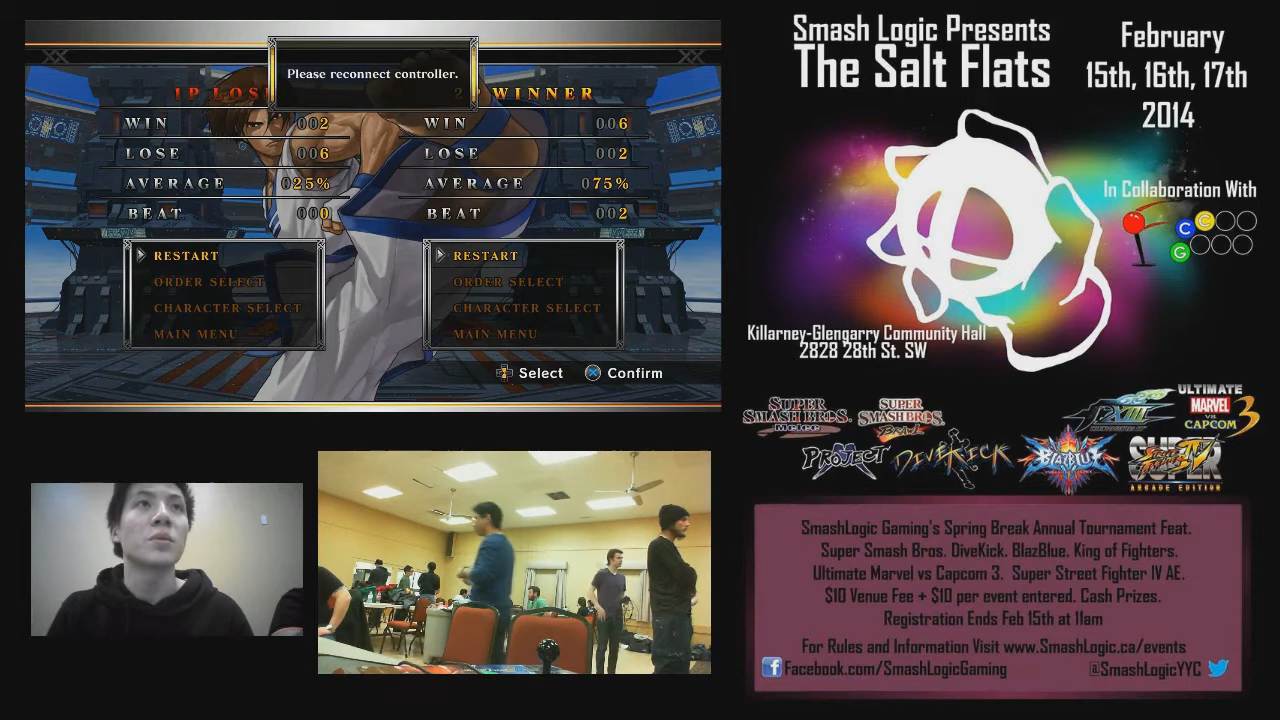 Please reconnect controller.
1P LOS
2 WINNER
WIN 002 WIN 006
LOSE 006 LOSE 002
AVERAGE 025% AVERAGE 075%
BEAT 000 BEAT 002
RESTART RESTART
ORDER SELECT ORDER SELECT
CHARACTER SELECT CHARACTER SELECT
MAIN MENU MAIN MENU
Select Confirm
Smash Logic Presents
The Salt Flats
February
15th, 16th, 17th
2014
In Collaboration With
C C
G
Killarney-Glengarry Community Hall
2828 28th St. SW
SUPER SMASH BROS. Melee
SUPER SMASH BROS. BRAWL
XIII
ULTIMATE MARVEL VS. CAPCOM 3
PROJECT M
DIVEKICK
BLAZBLUE
SUPER STREET FIGHTER IV ARCADE EDITION
SmashLogic Gaming's Spring Break Annual Tournament Feat.
Super Smash Bros. DiveKick. BlazBlue. King of Fighters.
Ultimate Marvel vs Capcom 3. Super Street Fighter IV AE.
$10 Venue Fee + $10 per event entered. Cash Prizes.
Registration Ends Feb 15th at 11am
For Rules and Information Visit www.SmashLogic.ca/events
Facebook.com/SmashLogicGaming
@SmashLogicYYC